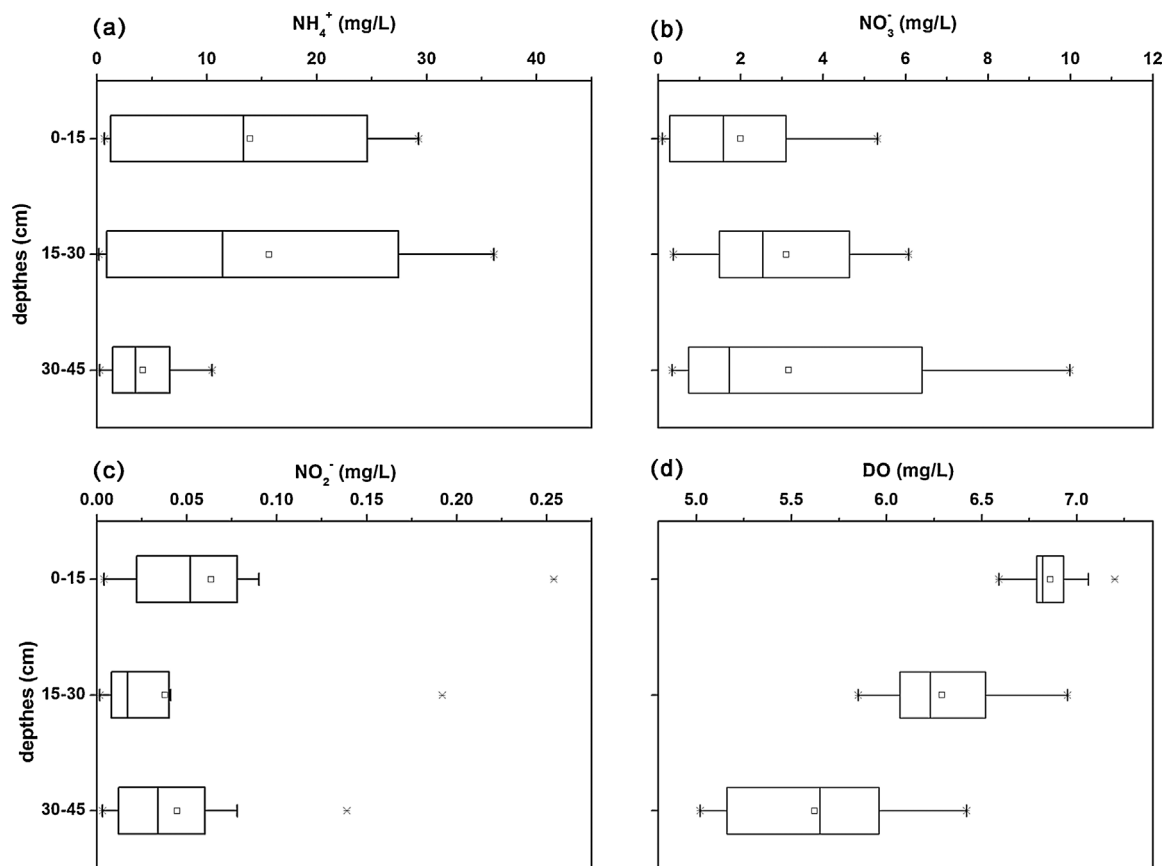 (a) NH₄⁺ (mg/L)
0 10 20 30 40
0-15
15-30
30-45
depthes (cm)
(b) NO₃⁻ (mg/L)
0 2 4 6 8 10 12
(c) NO₂⁻ (mg/L)
0.00 0.05 0.10 0.15 0.20 0.25
0-15
15-30
30-45
depthes (cm)
(d) DO (mg/L)
5.0 5.5 6.0 6.5 7.0